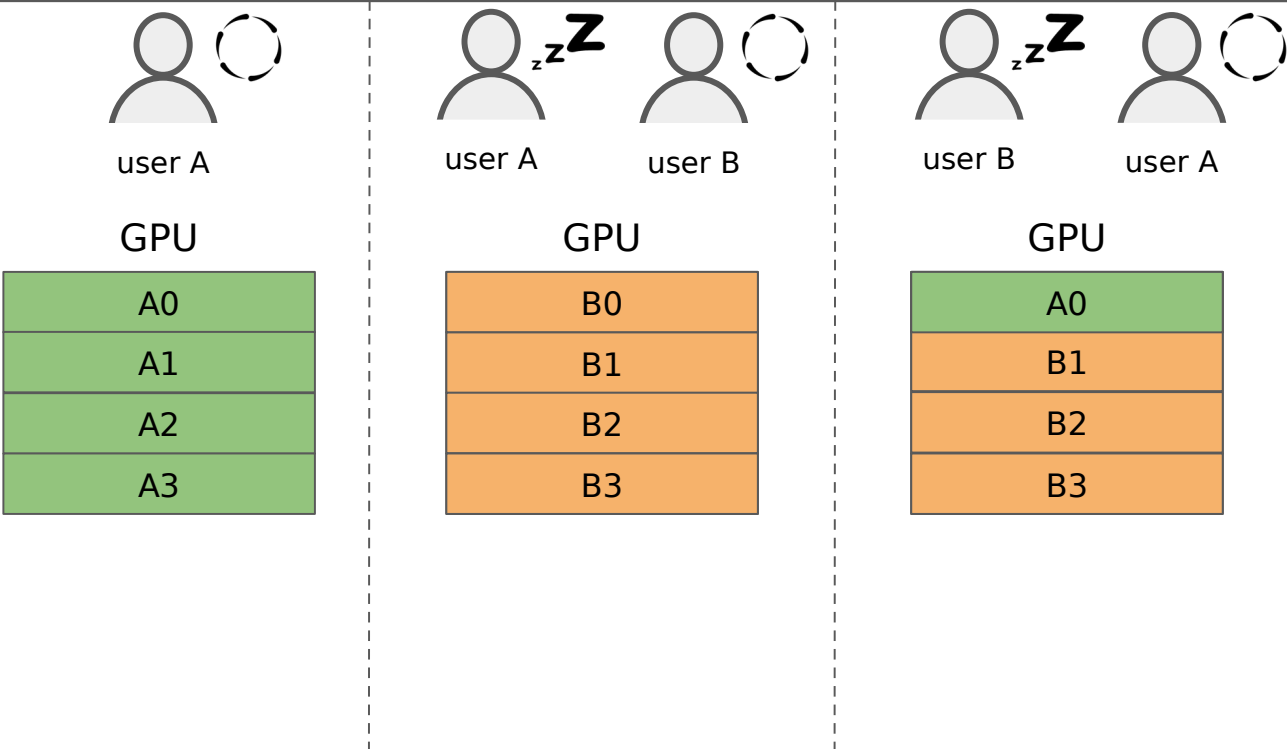 z z Z
z z Z
user A
user A
user B
user B
user A
GPU
A0
A1
A2
A3
GPU
B0
B1
B2
B3
GPU
A0
B1
B2
B3